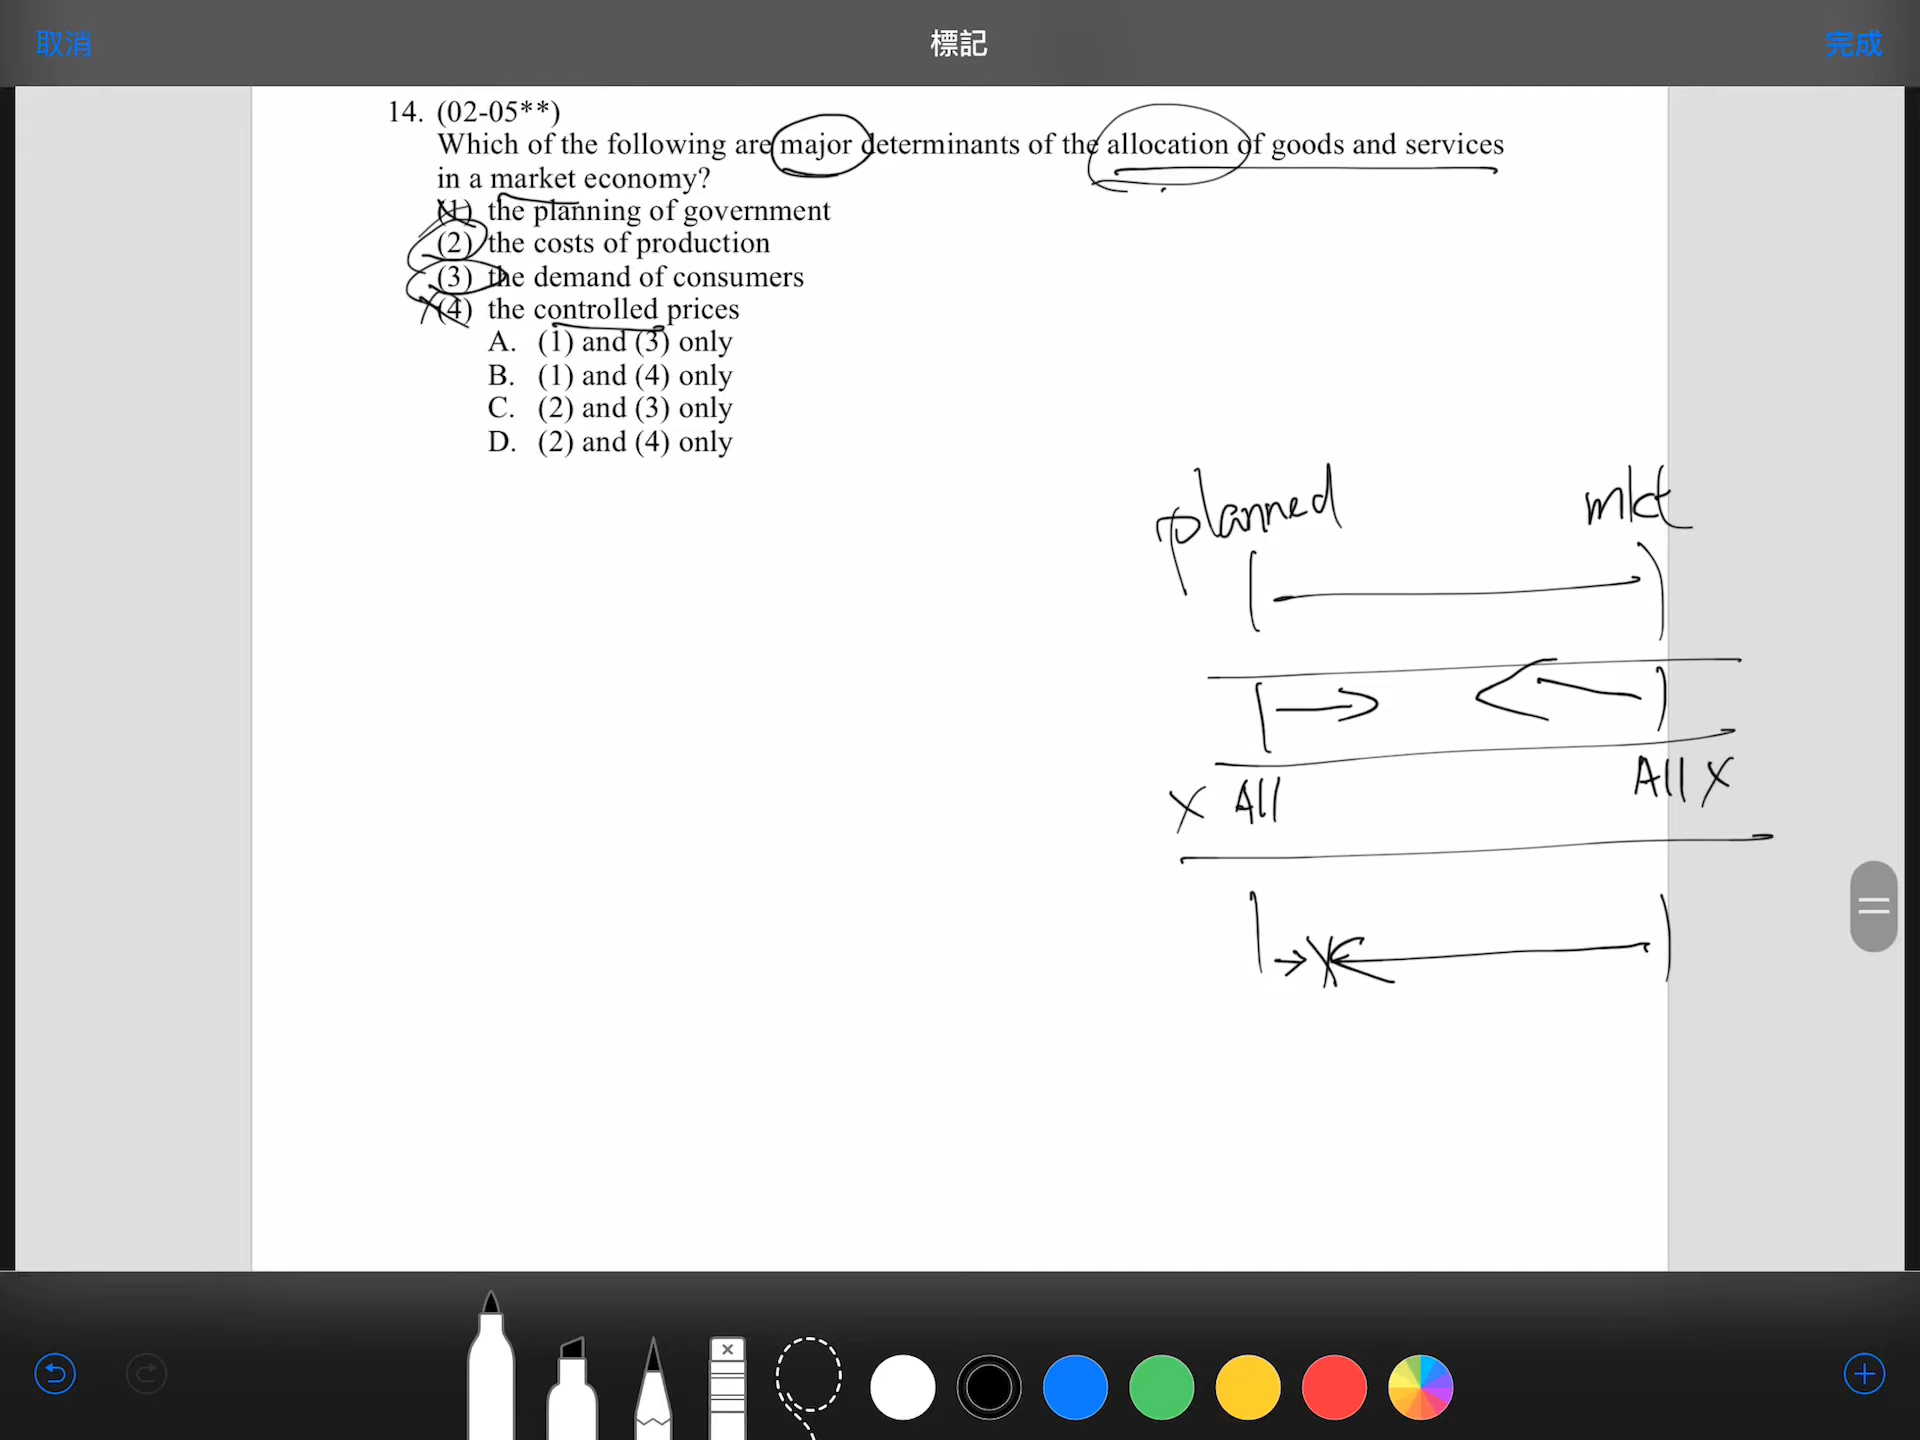 取消
標記
完成
14. (02-05**)
Which of the following are major determinants of the allocation of goods and services
in a market economy?
(1) the planning of government
(2) the costs of production
(3) the demand of consumers
(4) the controlled prices
A. (1) and (3) only
B. (1) and (4) only
C. (2) and (3) only
D. (2) and (4) only
planned mkt
X All All X